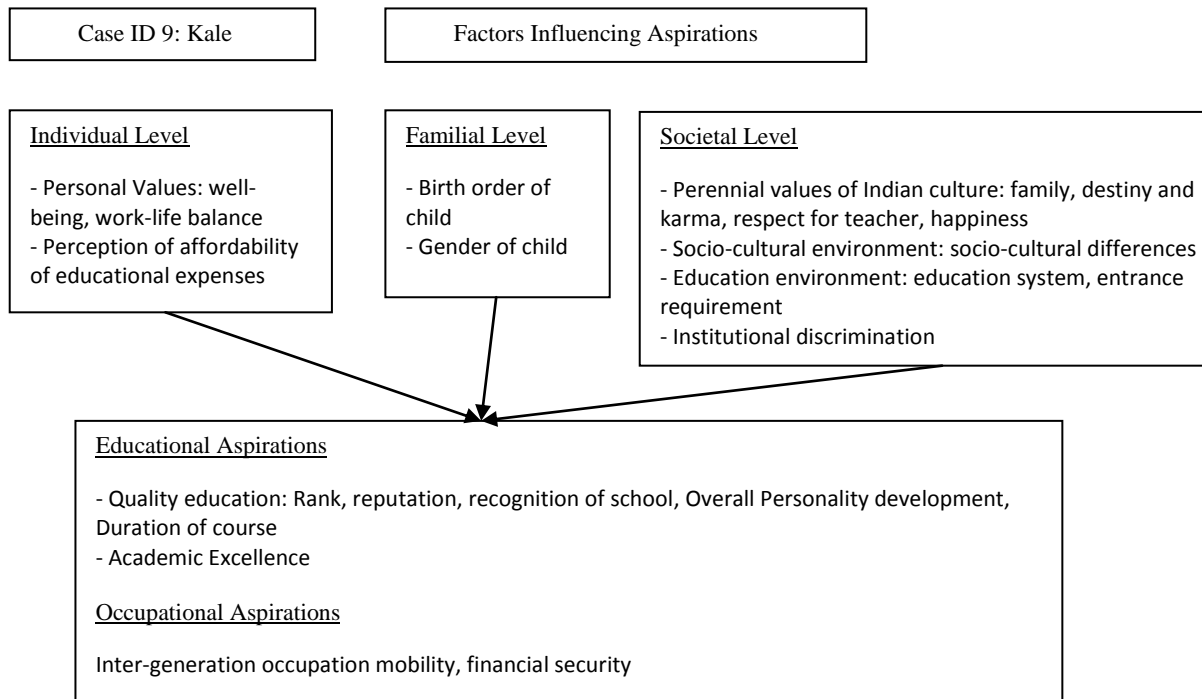 Case ID 9: Kale
Factors Influencing Aspirations
Individual Level
- Personal Values: well-
being, work-life balance
- Perception of affordability
of educational expenses
Familial Level
- Birth order of
child
- Gender of child
Societal Level
- Perennial values of Indian culture: family, destiny and
karma, respect for teacher, happiness
- Socio-cultural environment: socio-cultural differences
- Education environment: education system, entrance
requirement
- Institutional discrimination
Educational Aspirations
- Quality education: Rank, reputation, recognition of school, Overall Personality development,
Duration of course
- Academic Excellence
Occupational Aspirations
Inter-generation occupation mobility, financial security